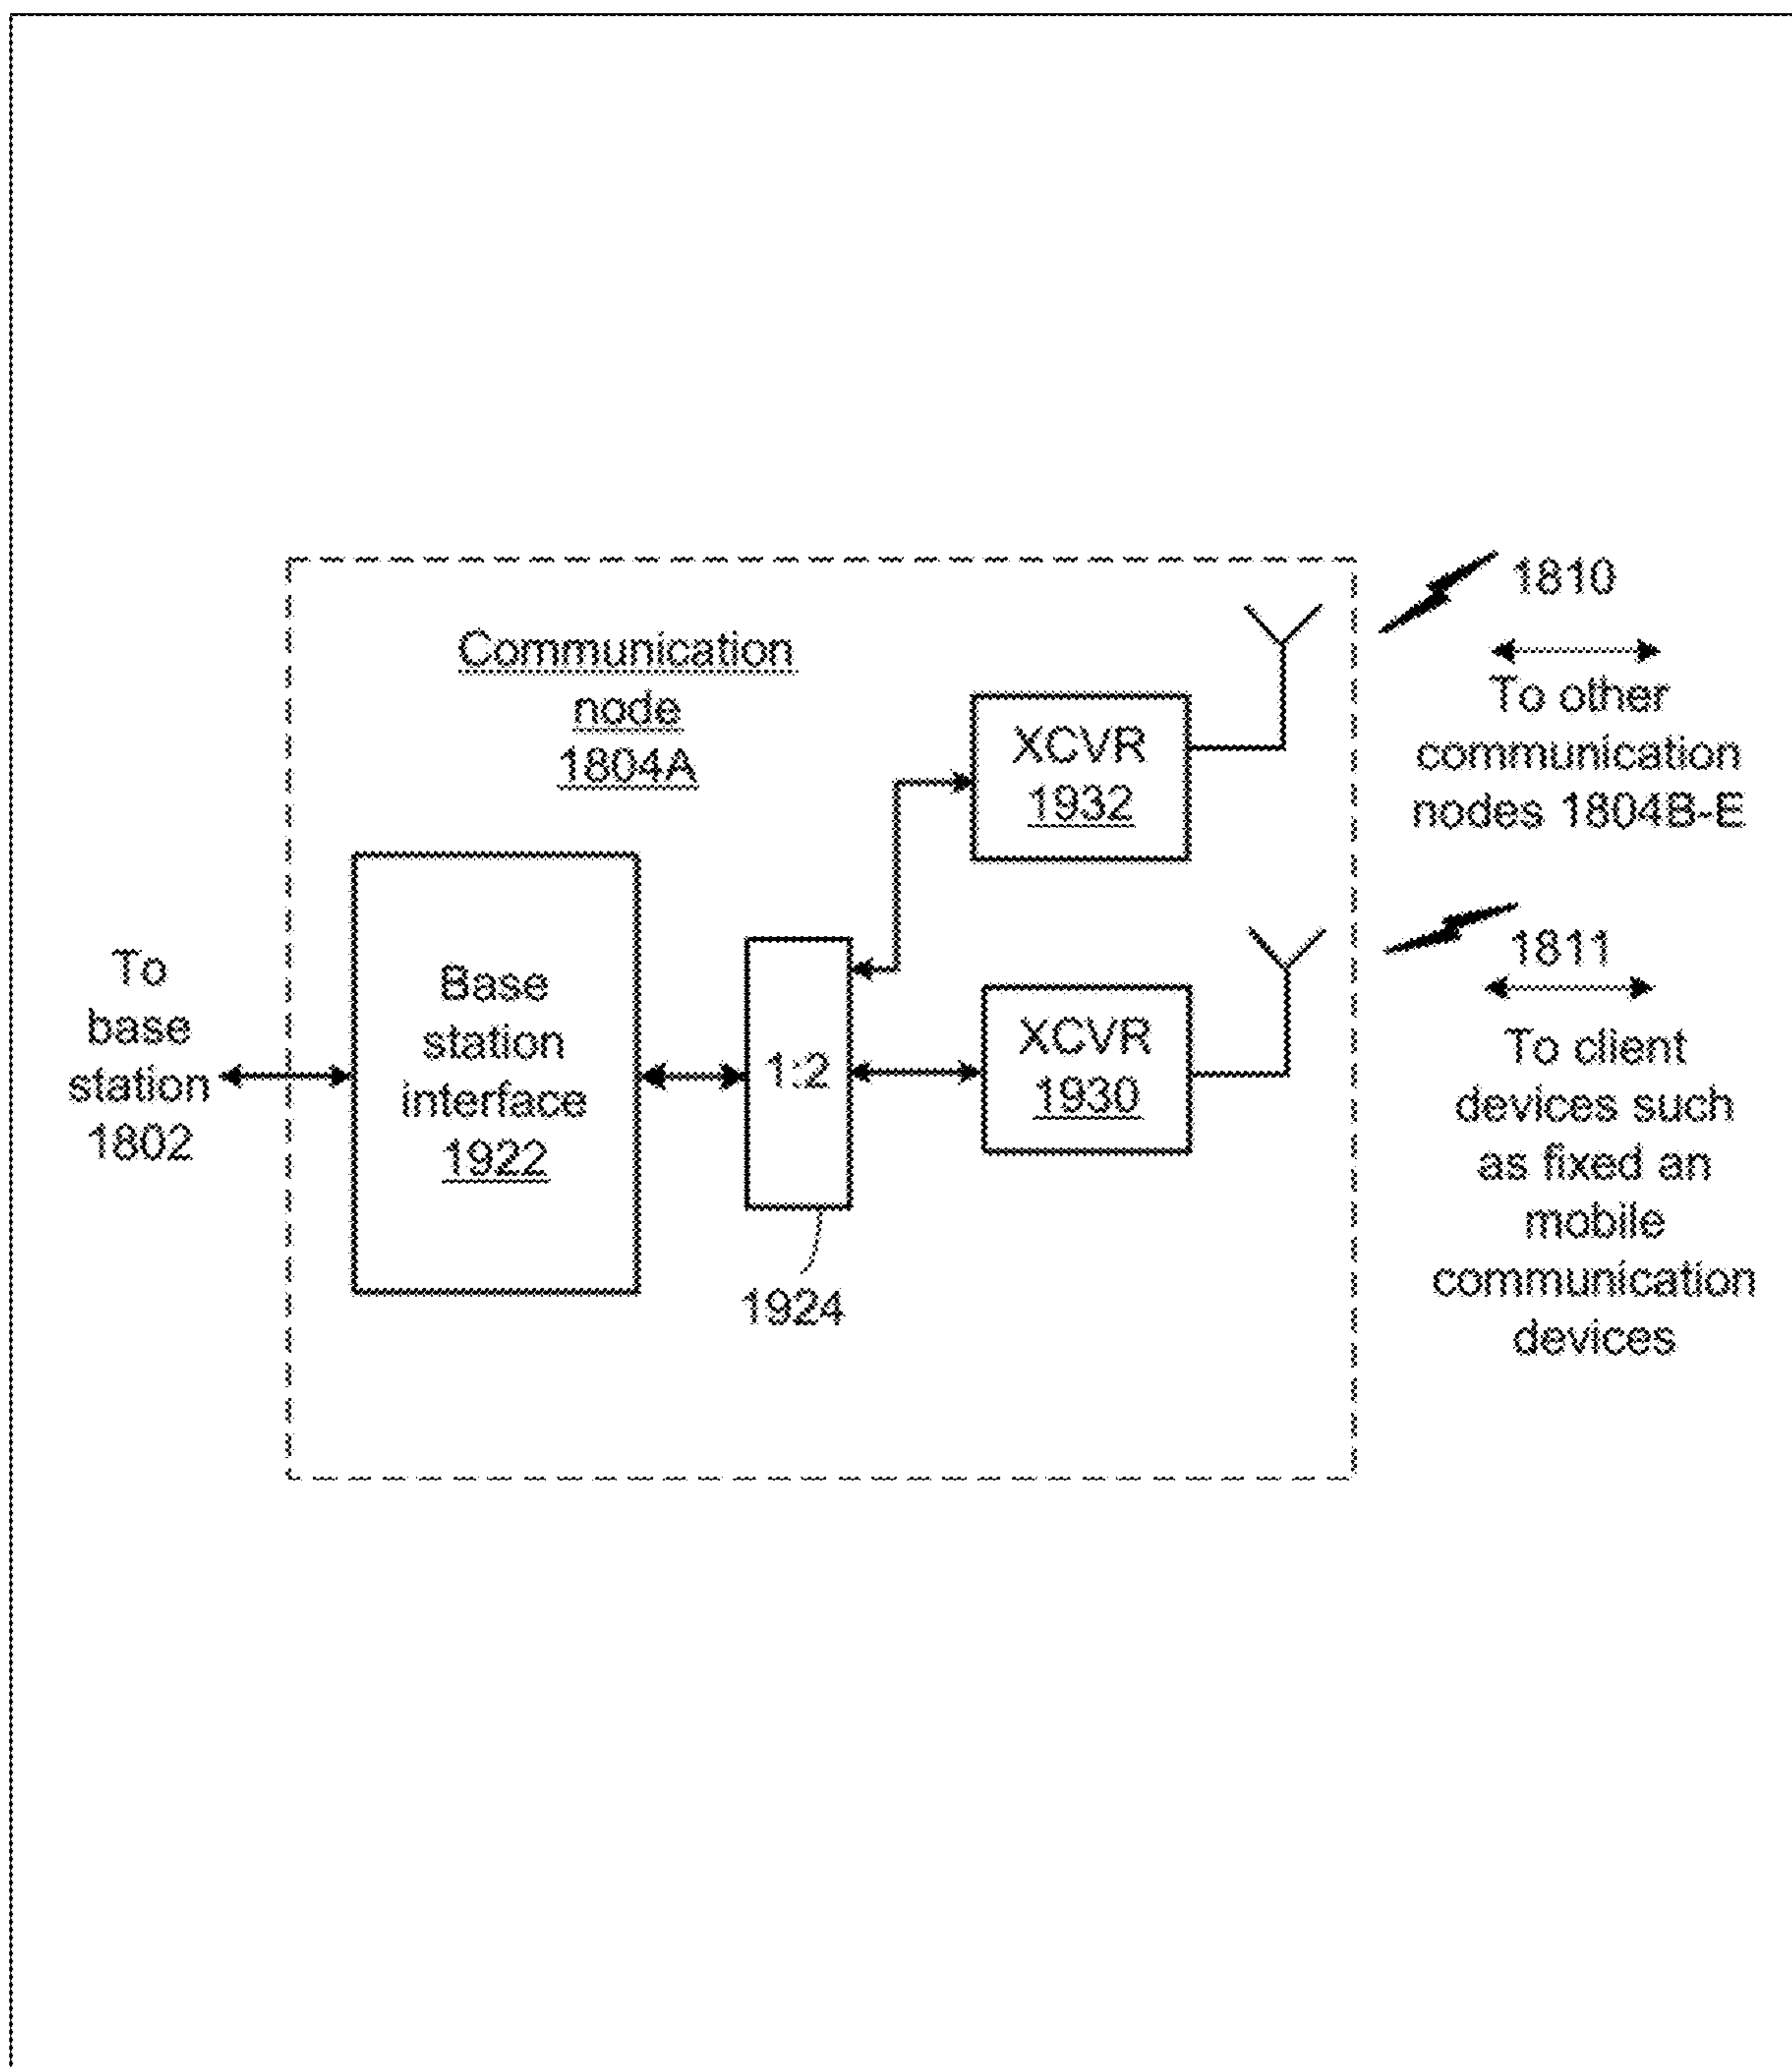 Communication
node
1804A
To
base
station
1802
Base
station
interface
1922
1:2
1924
XCVR
1932
XCVR
1930
1810
To other
communication
nodes 1804B-E
1811
To client
devices such
as fixed an
mobile
communication
devices